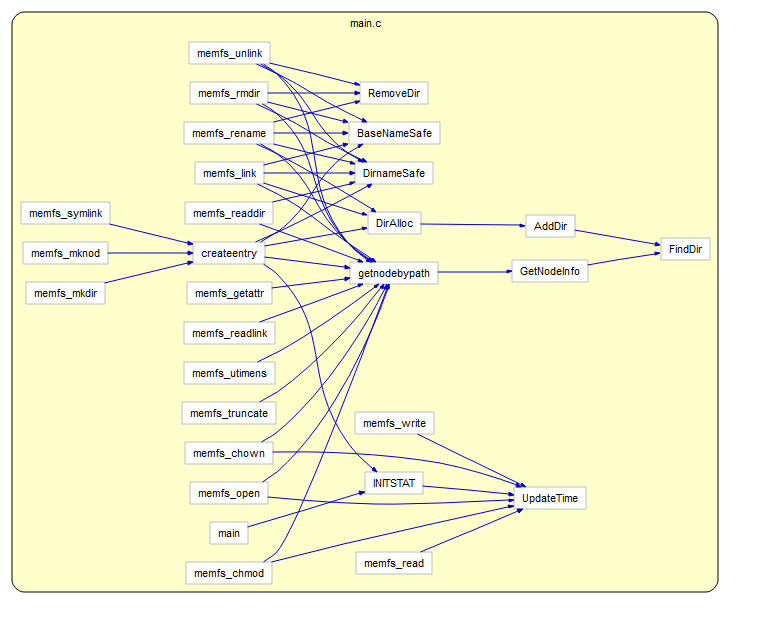 main.c
memfs_unlink
memfs_rmdir
RemoveDir
memfs_rename
BaseNameSafe
memfs_link
DirnameSafe
memfs_symlink
memfs_readdir
DirAlloc
AddDir
memfs_mknod
createentry
FindDir
getnodebypath
GetNodeInfo
memfs_mkdir
memfs_getattr
memfs_readlink
memfs_utimens
memfs_truncate
memfs_write
memfs_chown
INITSTAT
memfs_open
UpdateTime
main
memfs_read
memfs_chmod